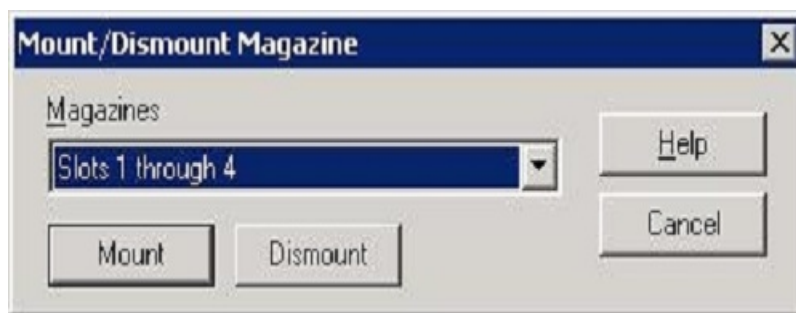 Mount/Dismount Magazine
Magazines
Slots 1 through 4
Help
Cancel
Mount
Dismount